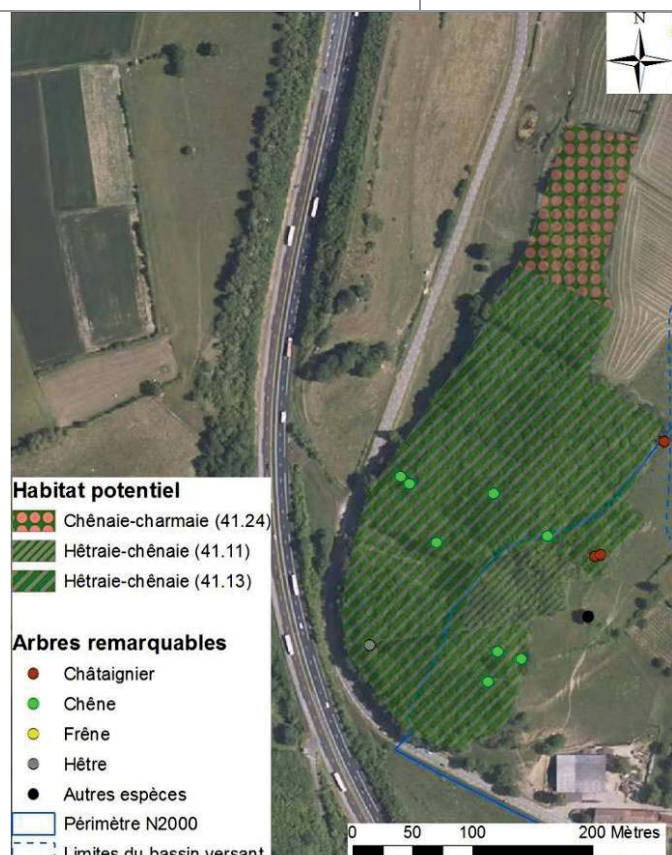 N
Habitat potentiel
Chênaie-charmaie (41.24)
Hêtraie-chênaie (41.11)
Hêtraie-chênaie (41.13)
Arbres remarquables
Châtaignier
Chêne
Frêne
Hêtre
Autres espèces
Périmètre N2000
Limites du bassin versant
0 50 100 200 Mètres